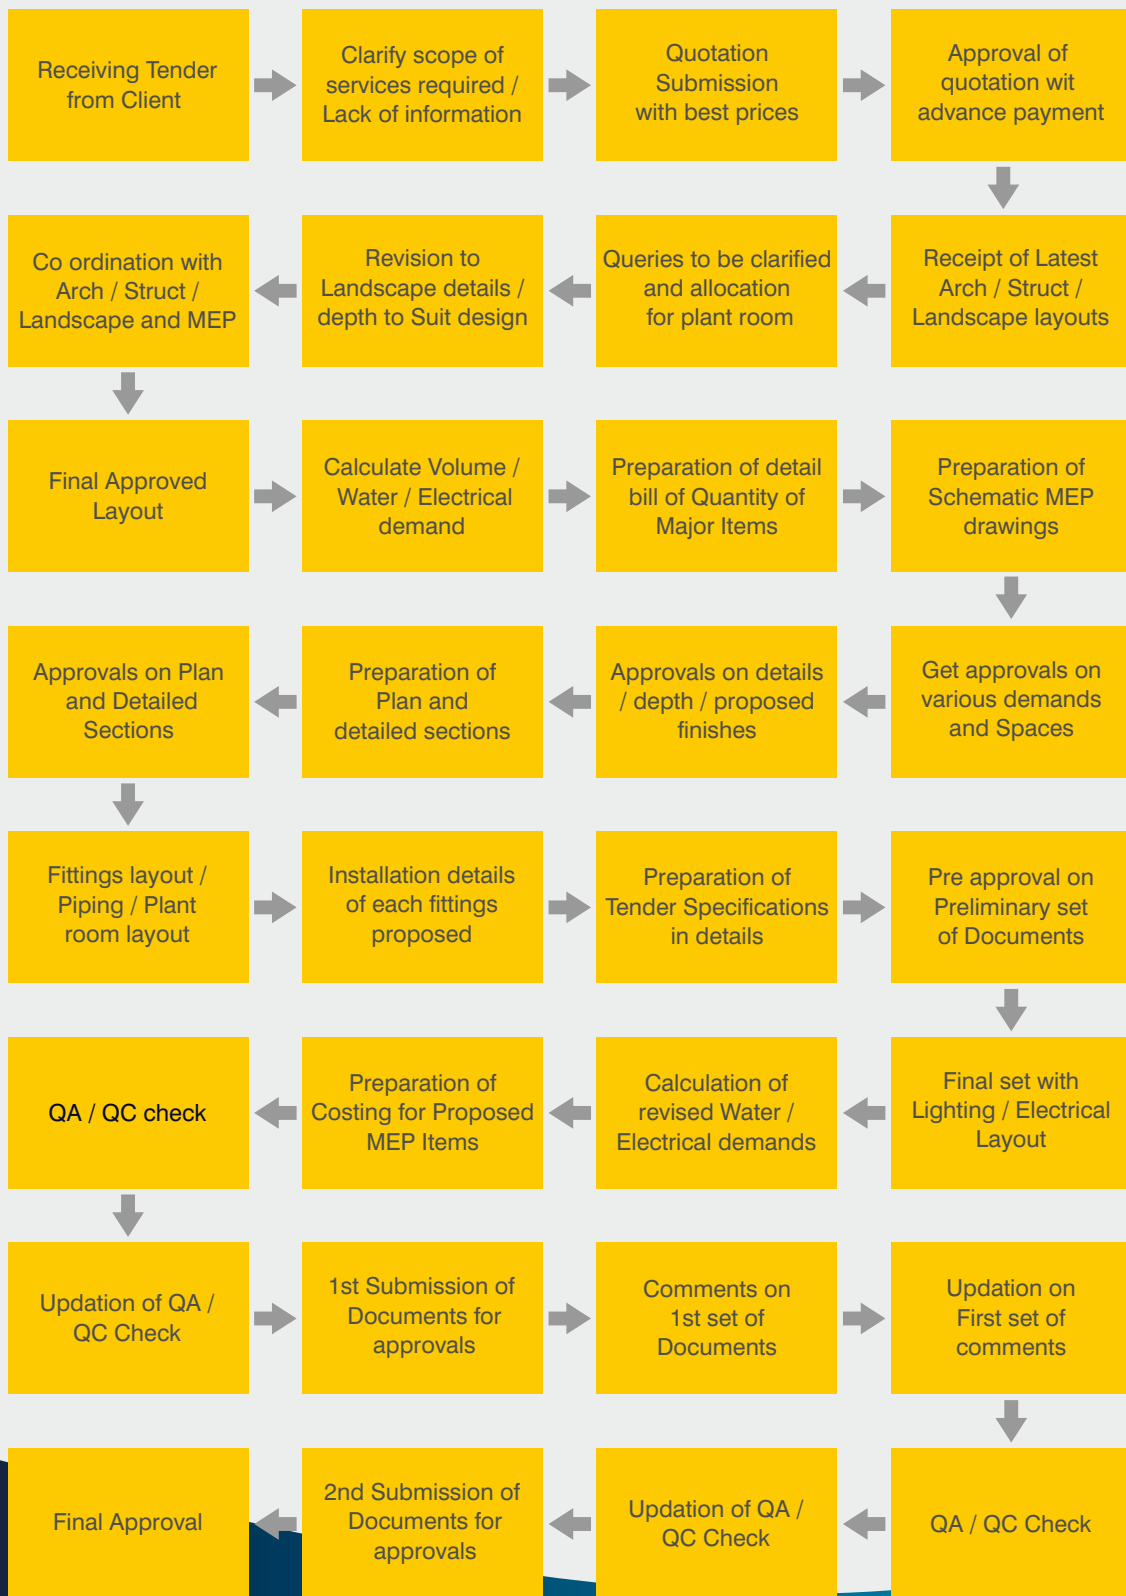 Receiving Tender
from Client
Clarify scope of
services required /
Lack of information
Quotation
Submission
with best prices
Approval of
quotation wit
advance payment
Co ordination with
Arch / Struct /
Landscape and MEP
Revision to
Landscape details /
depth to Suit design
Queries to be clarified
and allocation
for plant room
Receipt of Latest
Arch / Struct /
Landscape layouts
Final Approved
Layout
Calculate Volume /
Water / Electrical
demand
Preparation of detail
bill of Quantity of
Major Items
Preparation of
Schematic MEP
drawings
Approvals on Plan
and Detailed
Sections
Preparation of
Plan and
detailed sections
Approvals on details
/ depth / proposed
finishes
Get approvals on
various demands
and Spaces
Fittings layout /
Piping / Plant
room layout
Installation details
of each fittings
proposed
Preparation of
Tender Specifications
in details
Pre approval on
Preliminary set
of Documents
QA / QC check
Preparation of
Costing for Proposed
MEP Items
Calculation of
revised Water /
Electrical demands
Final set with
Lighting / Electrical
Layout
Updation of QA /
QC Check
1st Submission of
Documents for
approvals
Comments on
1st set of
Documents
Updation on
First set of
comments
Final Approval
2nd Submission of
Documents for
approvals
Updation of QA /
QC Check
QA / QC Check